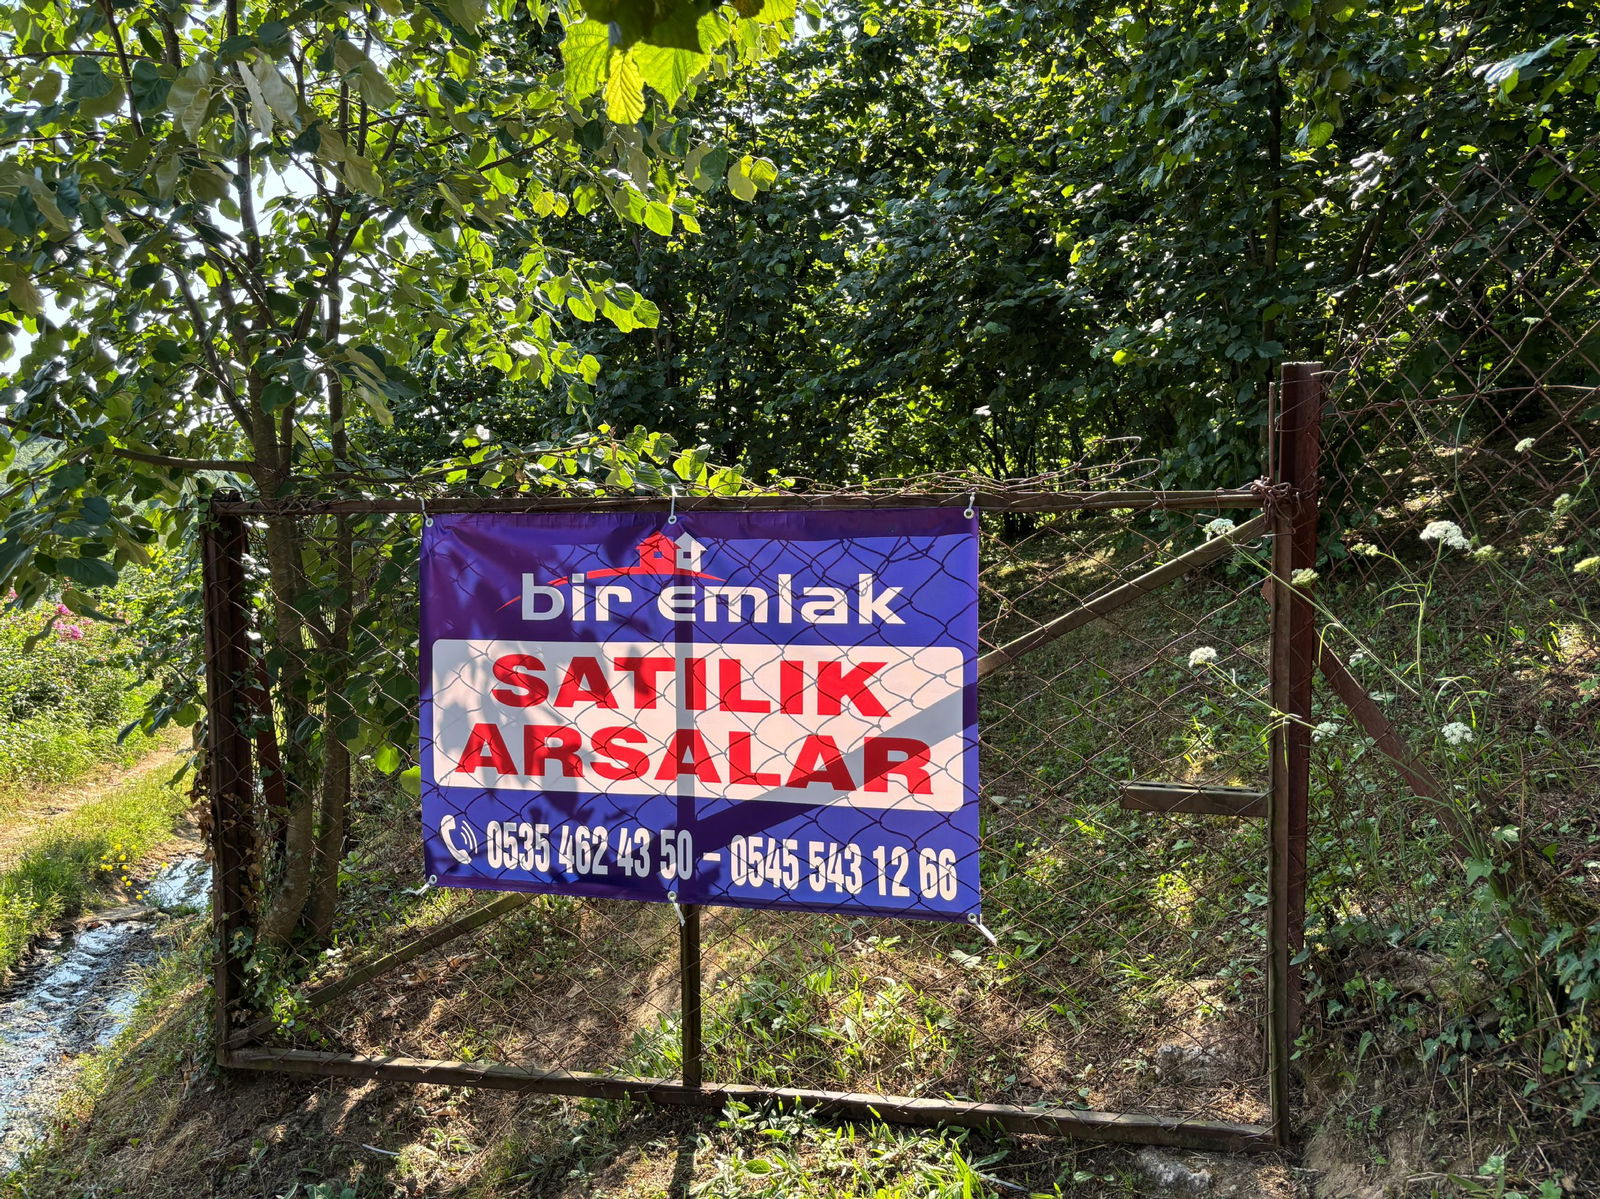 bir emlak
SATILIK
ARSALAR
0535 462 43 50 - 0545 543 12 66